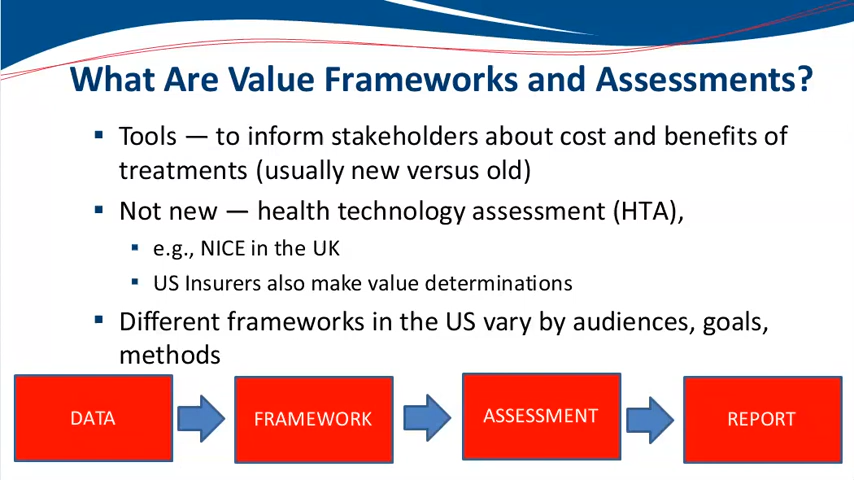 What Are Value Frameworks and Assessments?
▪ Tools — to inform stakeholders about cost and benefits of
treatments (usually new versus old)
▪ Not new — health technology assessment (HTA),
▪ e.g., NICE in the UK
▪ US Insurers also make value determinations
▪ Different frameworks in the US vary by audiences, goals,
methods
DATA
FRAMEWORK
ASSESSMENT
REPORT